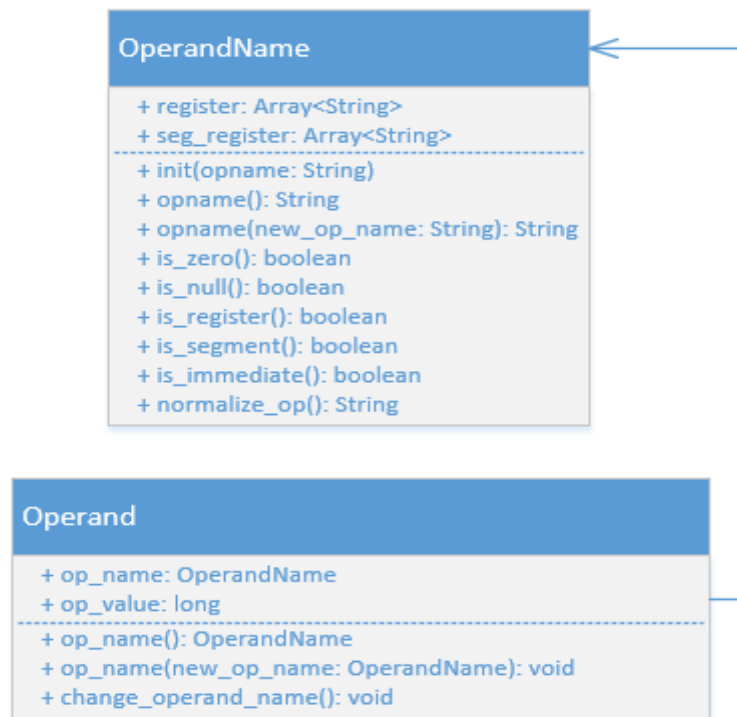 OperandName
+ register: Array<String>
+ seg_register: Array<String>
+ init(opname: String)
+ opname(): String
+ opname(new_op_name: String): String
+ is_zero(): boolean
+ is_null(): boolean
+ is_register(): boolean
+ is_segment(): boolean
+ is_immediate(): boolean
+ normalize_op(): String
Operand
+ op_name: OperandName
+ op_value: long
+ op_name(): OperandName
+ op_name(new_op_name: OperandName): void
+ change_operand_name(): void